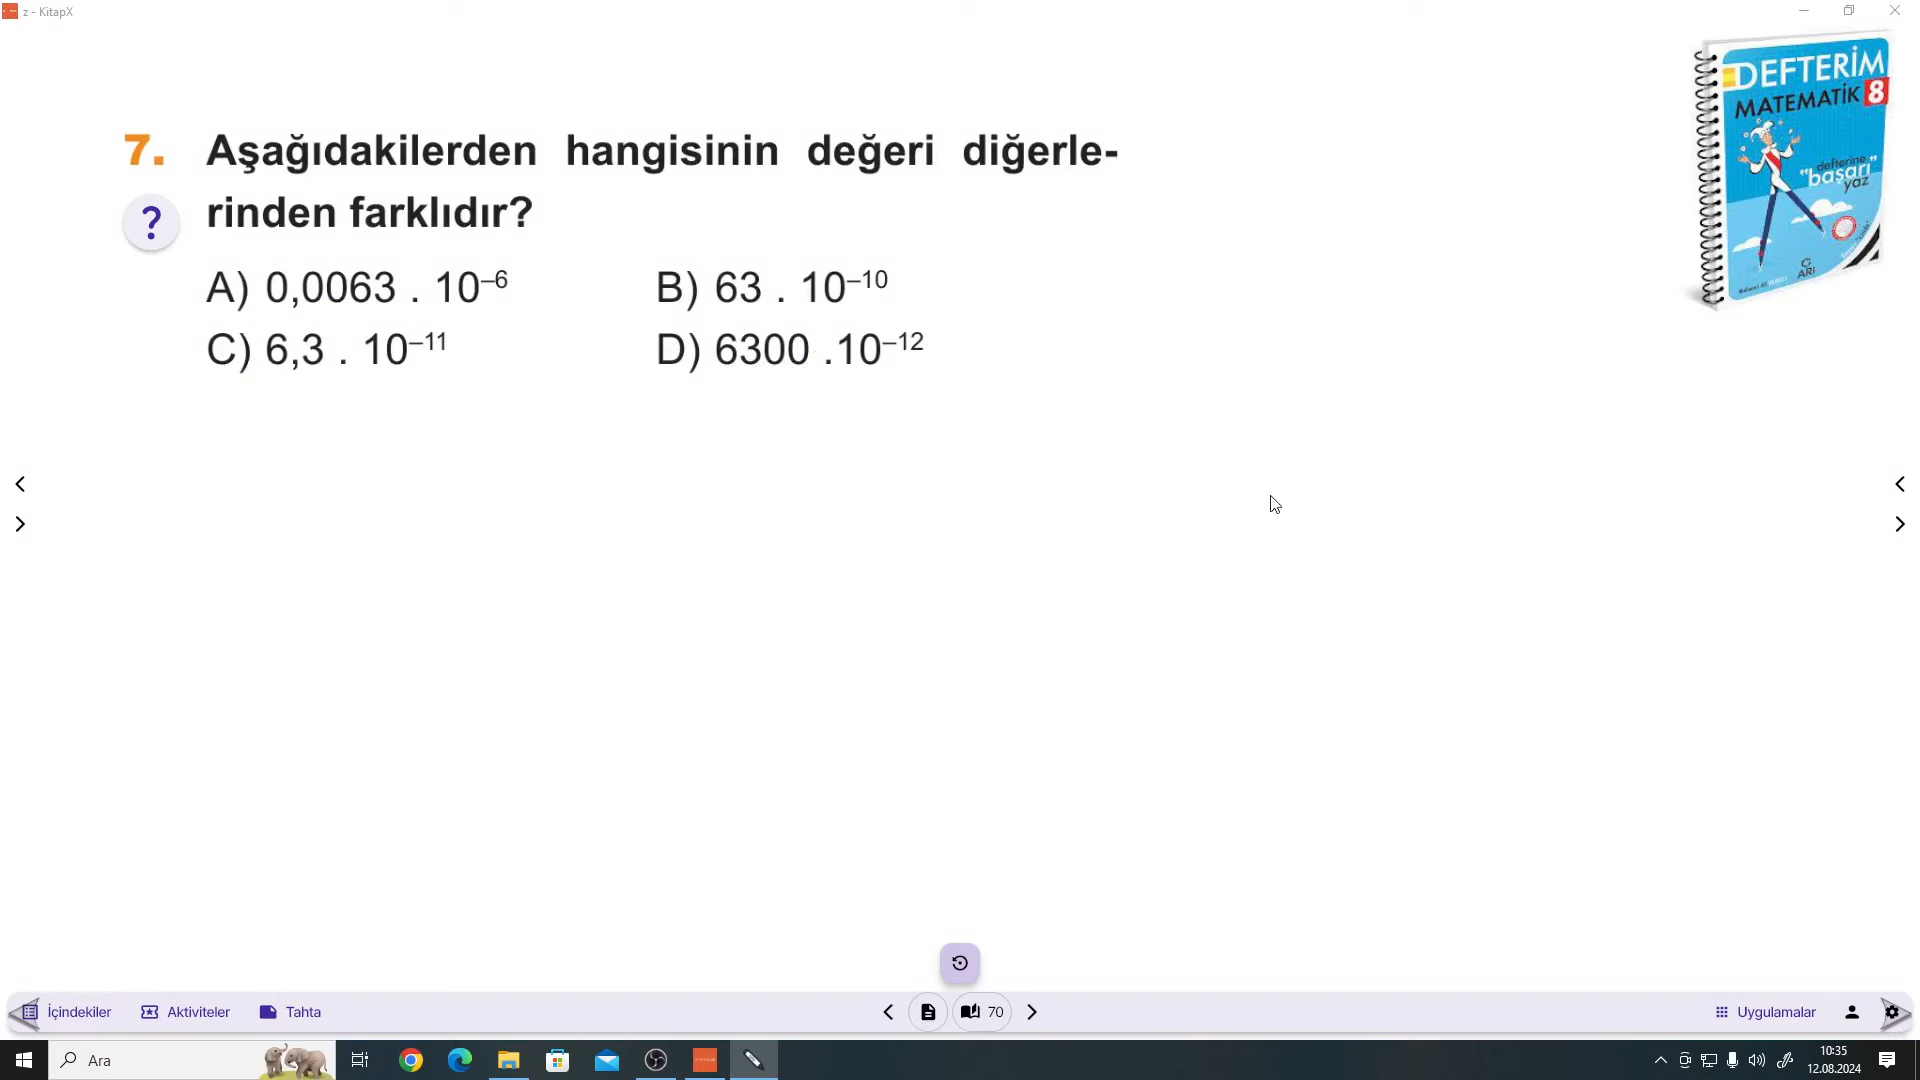 z - KitapX
DEFTERİM
MATEMATİK 8
defterine
"başarı"
yaz
ARI
7. Aşağıdakilerden hangisinin değeri diğerle-
rinden farklıdır?
?
A) 0,0063 . 10⁻⁶ B) 63 . 10⁻¹⁰
C) 6,3 . 10⁻¹¹ D) 6300 .10⁻¹²
İçindekiler Aktiviteler Tahta 70 Uygulamalar
Ara 10:35
12.08.2024